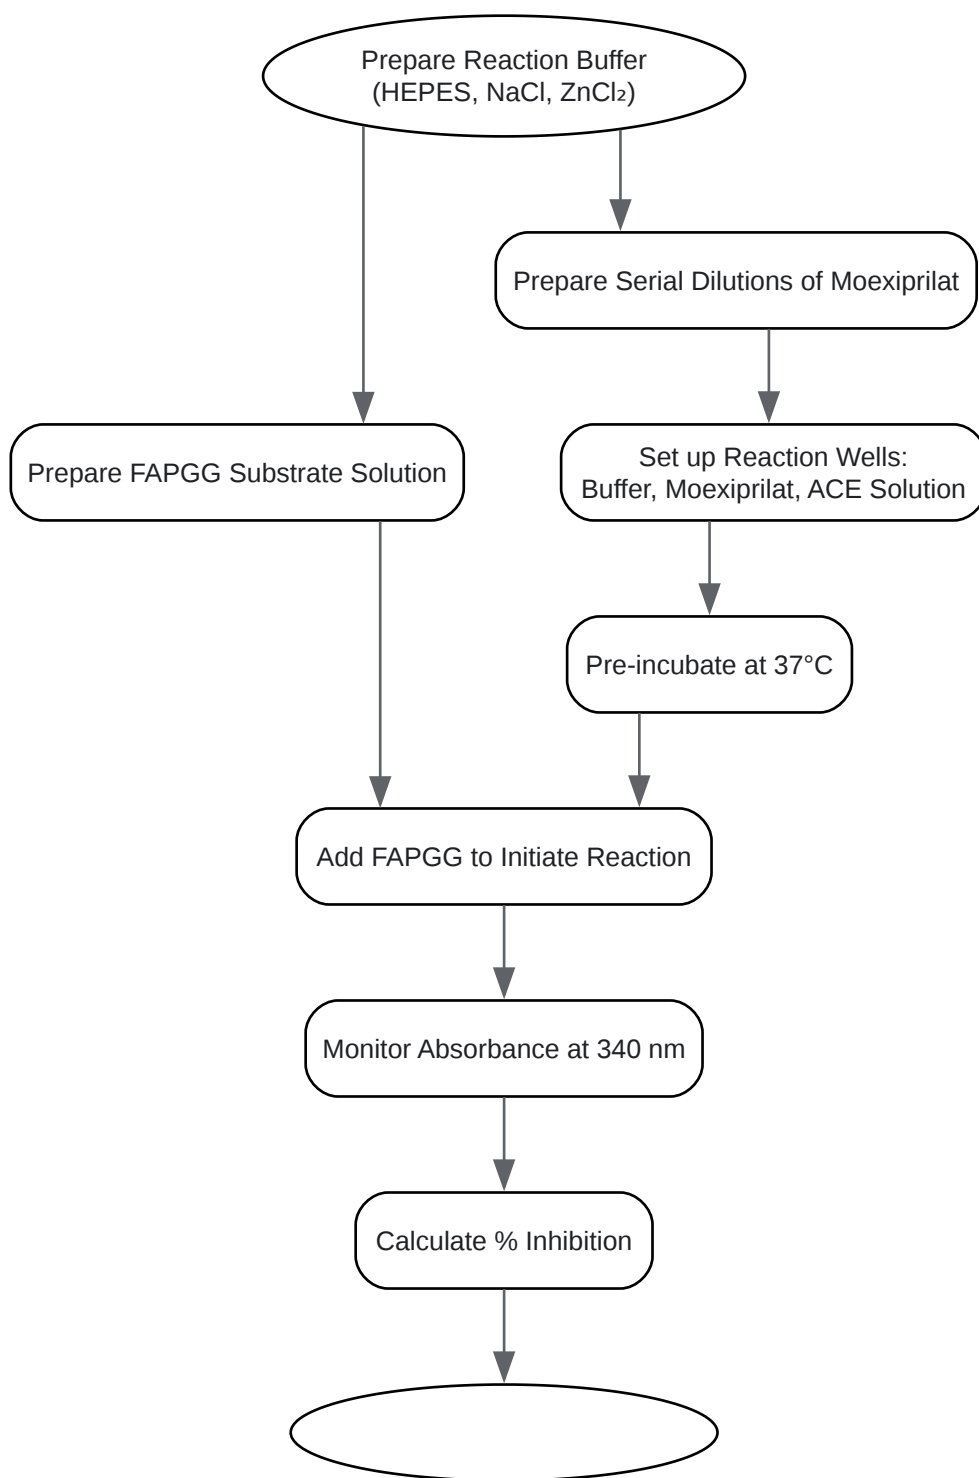 Prepare Reaction Buffer
(HEPES, NaCl, ZnCl₂)
Prepare Serial Dilutions of Moexiprilat
Prepare FAPGG Substrate Solution
Set up Reaction Wells:
Buffer, Moexiprilat, ACE Solution
Pre-incubate at 37°C
Add FAPGG to Initiate Reaction
Monitor Absorbance at 340 nm
Calculate % Inhibition